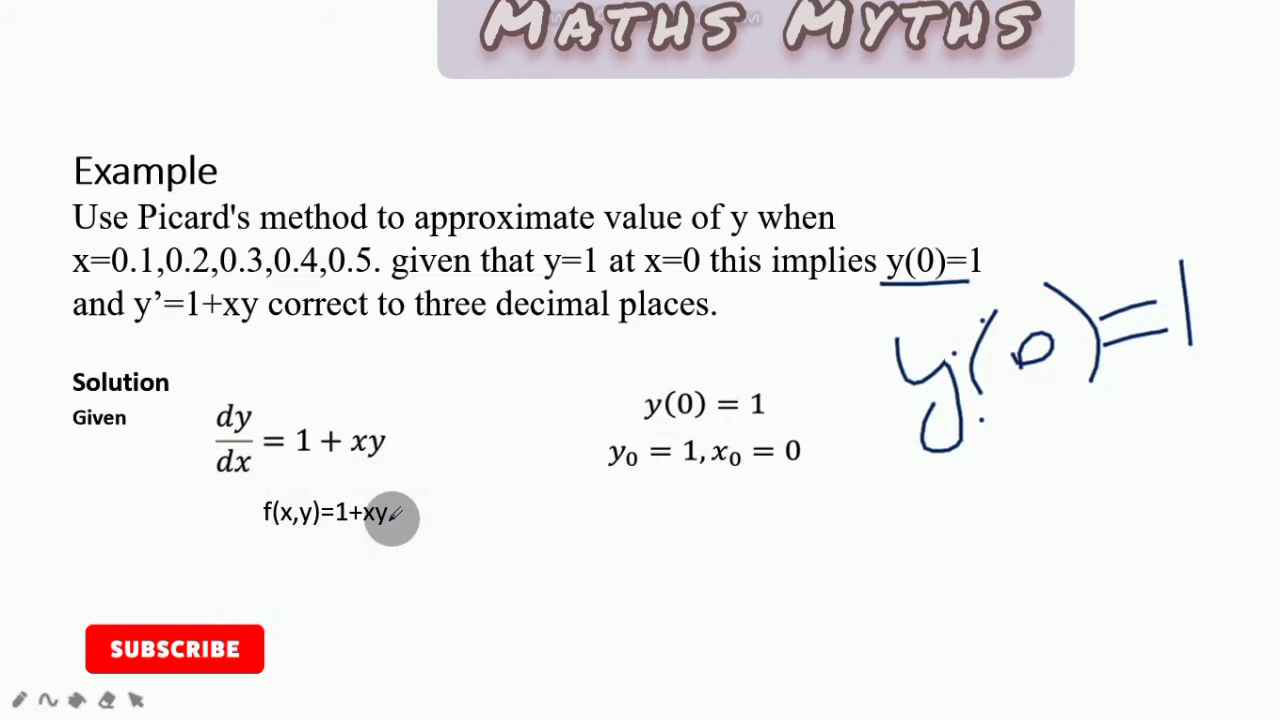 MATHS MYTHS
Example
Use Picard's method to approximate value of y when
x=0.1,0.2,0.3,0.4,0.5. given that y=1 at x=0 this implies y(0)=1
and y’=1+xy correct to three decimal places.
y(0)=1
Solution
Given
dy/dx = 1 + xy
y(0) = 1
y₀ = 1, x₀ = 0
f(x,y)=1+xy
SUBSCRIBE